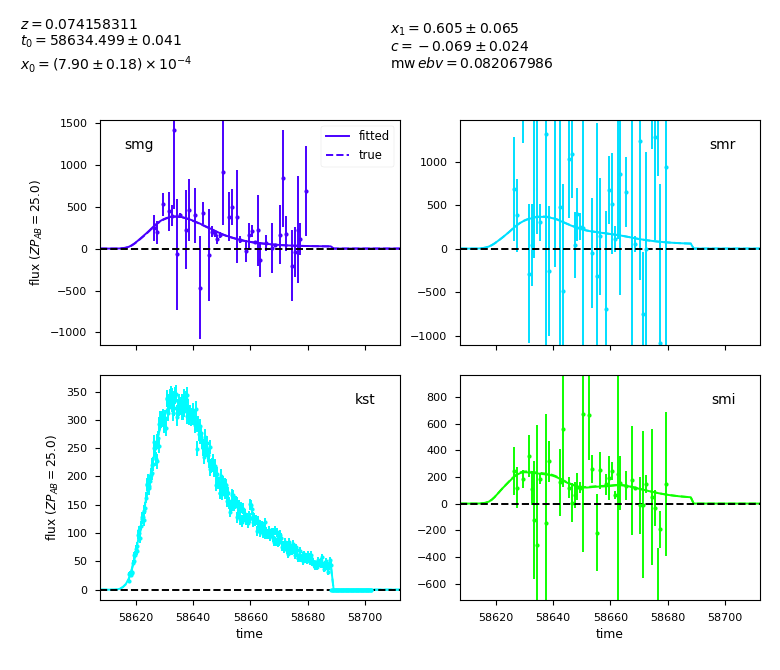 z = 0.074158311
t₀ = 58634.499 ± 0.041
x₀ = (7.90 ± 0.18) × 10⁻⁴
x₁ = 0.605 ± 0.065
c = −0.069 ± 0.024
mw ebv = 0.082067986
smg
fitted
true
1500
1000
500
0
−500
−1000
flux (ZP_AB = 25.0)
smr
1000
500
0
−500
−1000
kst
350
300
250
200
150
100
50
0
flux (ZP_AB = 25.0)
58620 58640 58660 58680 58700
time
smi
800
600
400
200
0
−200
−400
−600
58620 58640 58660 58680 58700
time